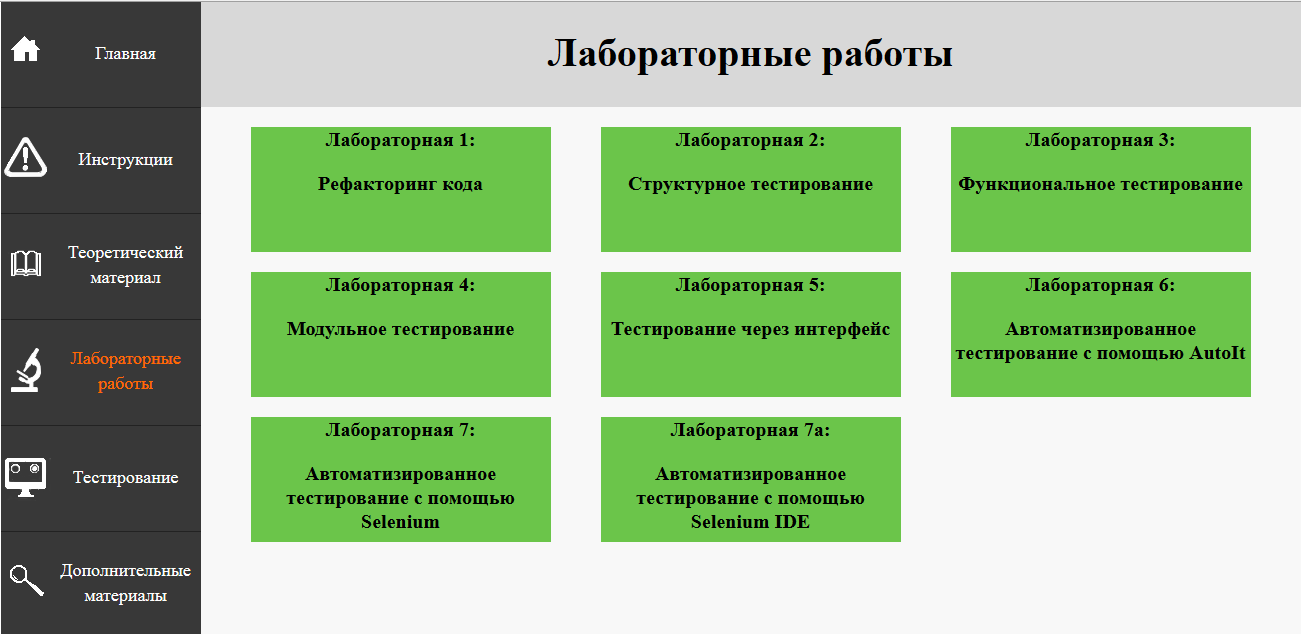 Главная
Инструкции
Теоретический
материал
Лабораторные
работы
Тестирование
Дополнительные
материалы
Лабораторные работы
Лабораторная 1:
Рефакторинг кода
Лабораторная 2:
Структурное тестирование
Лабораторная 3:
Функциональное тестирование
Лабораторная 4:
Модульное тестирование
Лабораторная 5:
Тестирование через интерфейс
Лабораторная 6:
Автоматизированное
тестирование с помощью AutoIt
Лабораторная 7:
Автоматизированное
тестирование с помощью
Selenium
Лабораторная 7а:
Автоматизированное
тестирование с помощью
Selenium IDE